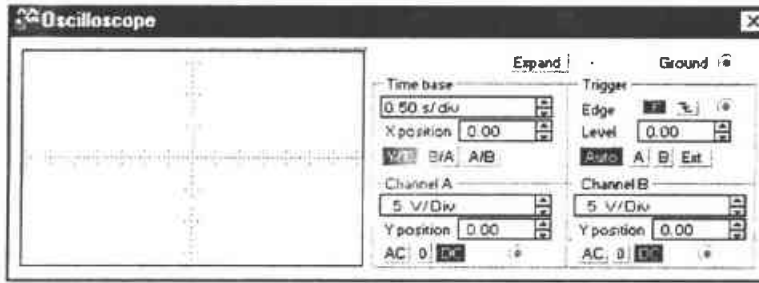 Oscilloscope
Expand Ground
Time base Trigger
0.50 s/div Edge
X position 0.00 Level 0.00
Y/T B/A A/B Auto A B Ext
Channel A Channel B
5 V/Div 5 V/Div
Y position 0.00 Y position 0.00
AC 0 DC AC 0 DC